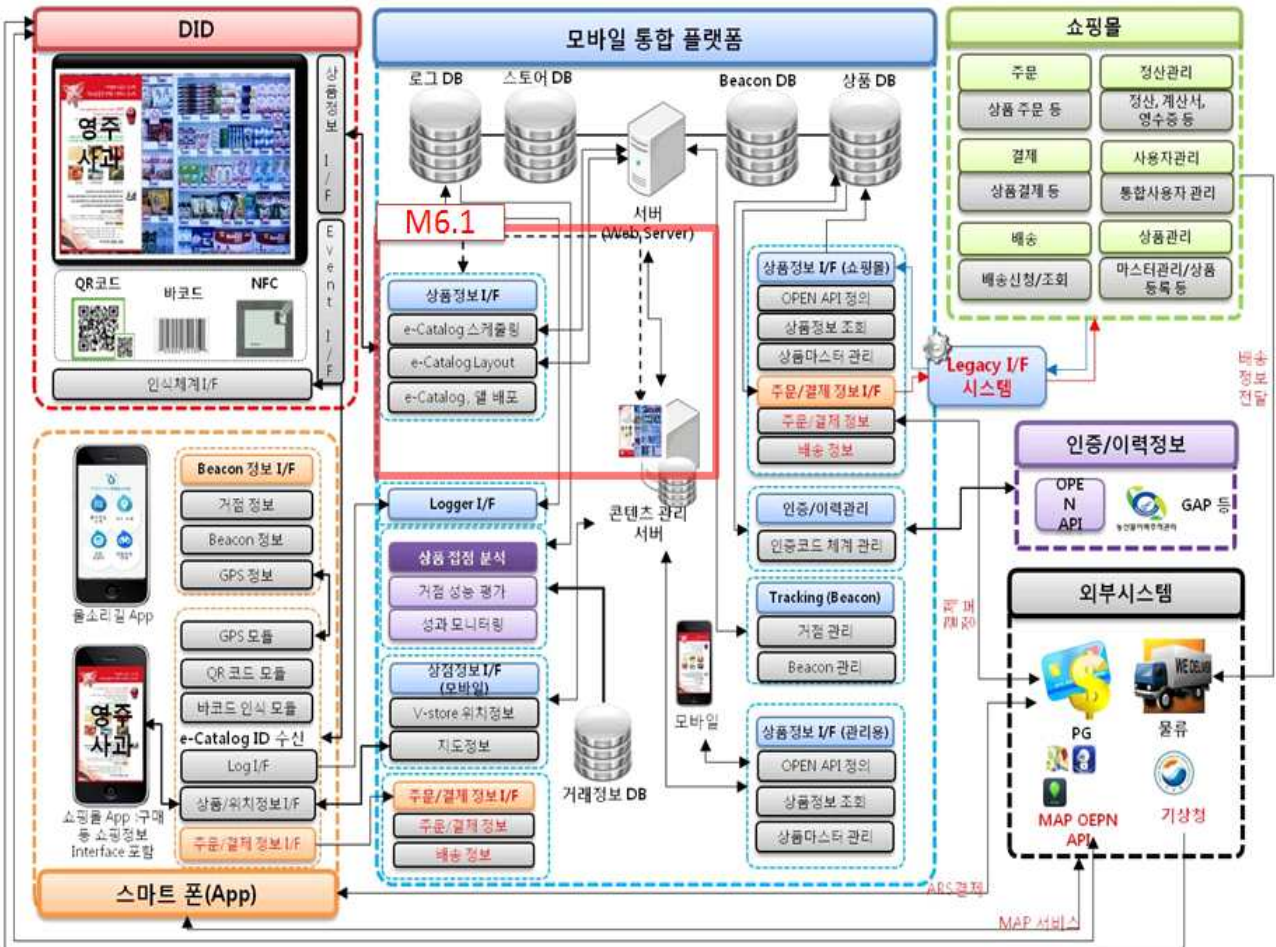 DID
영주
사과
상품정보 I/F
Event I/F
QR코드
바코드
NFC
인식체계 I/F
모바일 통합 플랫폼
로그 DB
스토어 DB
Beacon DB
상품 DB
서버
(Web Server)
M6.1
상품정보 I/F
e-Catalog 스케줄링
e-Catalog Layout
e-Catalog, 앨 배포
콘텐츠 관리
서버
Logger I/F
상품 접점 분석
거점 성능 평가
성과 모니터링
상점정보 I/F
(모바일)
V-store 위치정보
지도정보
거래정보 DB
주문/결제 정보 I/F
주문/결제 정보
배송 정보
상품정보 I/F (쇼핑몰)
OPEN API 정의
상품정보 조회
상품마스터 관리
주문/결제 정보 I/F
주문/결제 정보
배송 정보
인증/이력관리
인증코드 체계 관리
Tracking (Beacon)
거점 관리
Beacon 관리
모바일
상품정보 I/F (관리용)
OPEN API 정의
상품정보 조회
상품마스터 관리
쇼핑몰
주문
상품 주문 등
정산관리
정산, 계산서,
영수증 등
결제
상품결제 등
사용자관리
통합사용자 관리
배송
배송신청/조회
상품관리
마스터관리/상품
등록 등
Legacy I/F
시스템
배송
정보
전달
인증/이력정보
OPE
N
API
농산물이력추적관리
GAP 등
외부시스템
PG
WE DELIVER
물류
MAP OEPN
API
기상청
ARS결제
MAP 서비스
Beacon 정보 I/F
거점 정보
Beacon 정보
GPS 정보
물소리길 App
GPS 모듈
QR 코드 모듈
바코드 인식 모듈
e-Catalog ID 수신
Log I/F
상품/위치정보 I/F
주문/결제 정보 I/F
영주
사과
쇼핑몰 App :구매
등 쇼핑정보
Interface 포함
스마트 폰(App)